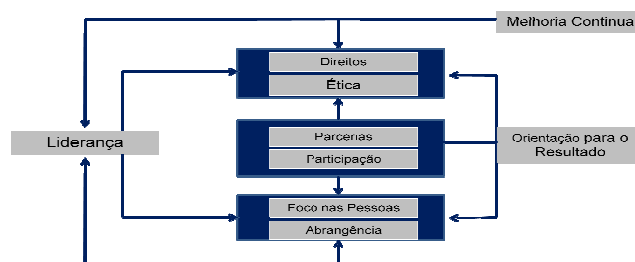 Melhoria Continua
Direitos
Ética
Liderança
Parcerias
Participação
Orientação para o
Resultado
Foco nas Pessoas
Abrangência